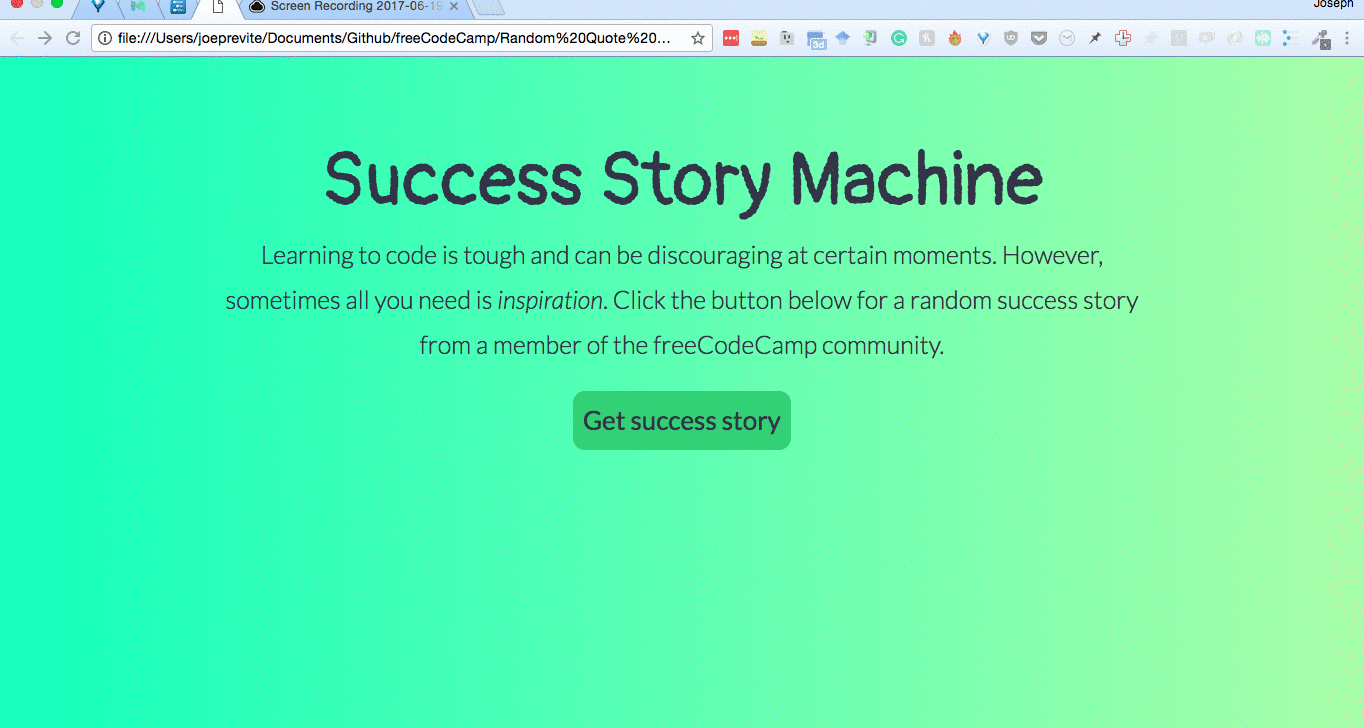 Joseph
Screen Recording 2017-06-19
file:///Users/joeprevite/Documents/Github/freeCodeCamp/Random%20Quote%20...
3d
Success Story Machine
Learning to code is tough and can be discouraging at certain moments. However,
sometimes all you need is inspiration. Click the button below for a random success story
from a member of the freeCodeCamp community.
Get success story